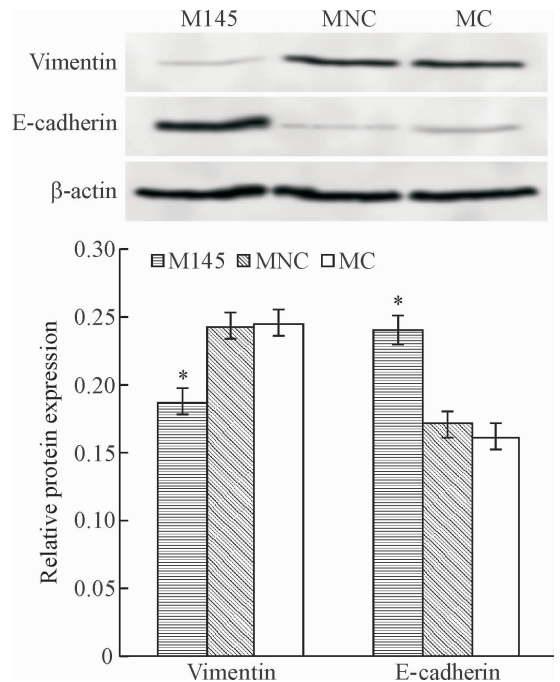 M145 MNC MC
Vimentin
E-cadherin
β-actin
0.30
M145 MNC MC
0.25
*
0.20
*
0.15
0.10
0.05
0
Relative protein expression
Vimentin E-cadherin